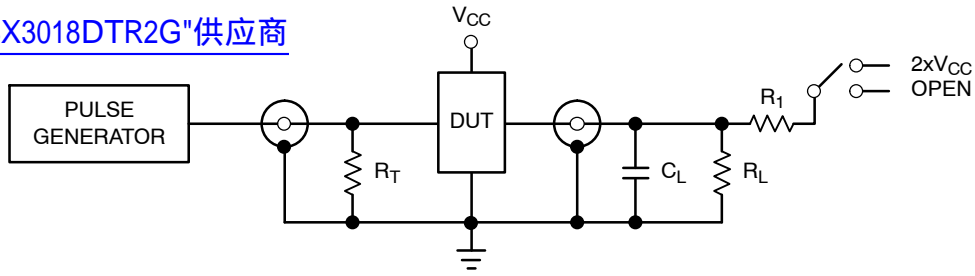 X3018DTR2G"供应商
VCC
2xVCC
OPEN
PULSE
GENERATOR
DUT
R1
RT
CL
RL